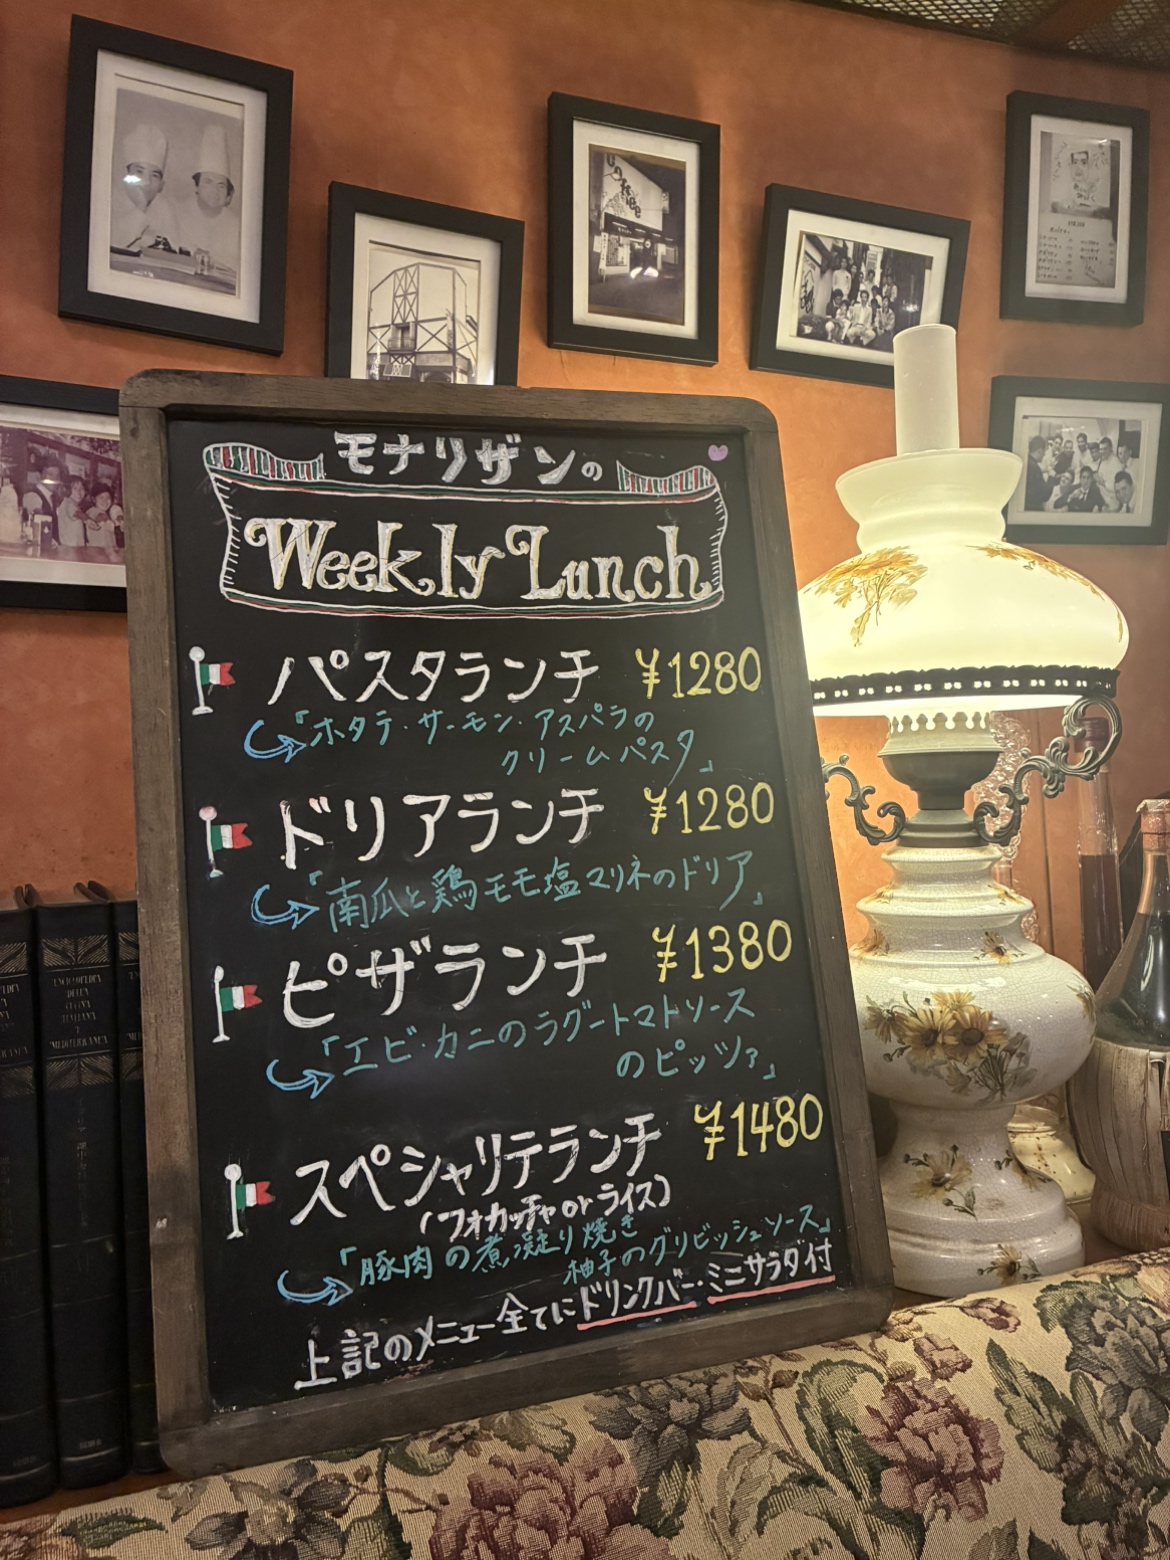 モナリザンの
Weekly Lunch
パスタランチ ¥1280
「ホタテ・サーモン・アスパラの
クリームパスタ」
ドリアランチ ¥1280
「南瓜と鶏モモ塩マリネのドリア」
ピザランチ ¥1380
「エビ・カニのラグートマトソース
のピッツァ」
スペシャリテランチ ¥1480
(フォカッチャorライス)
「豚肉の煮凝り焼き
柚子のグリビッシュソース」
上記のメニュー全てにドリンクバー・ミニサラダ付
ENCICLOPEDIA
DELLA
CUCINA
ITALIANA
E
MEDITERRANEA